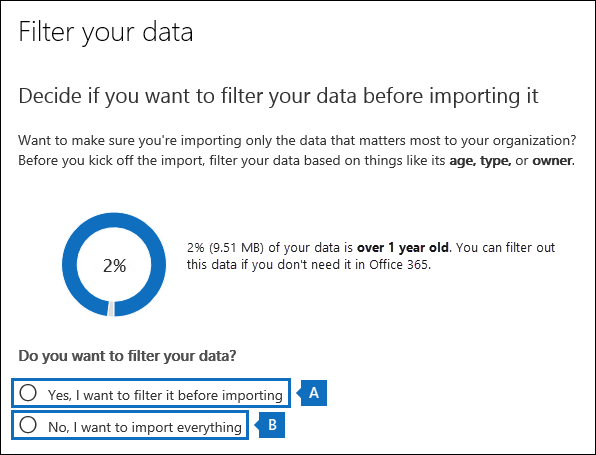 Filter your data
Decide if you want to filter your data before importing it
Want to make sure you're importing only the data that matters most to your organization?
Before you kick off the import, filter your data based on things like its age, type, or owner.
2%
2% (9.51 MB) of your data is over 1 year old. You can filter out
this data if you don't need it in Office 365.
Do you want to filter your data?
Yes, I want to filter it before importing
A
No, I want to import everything
B